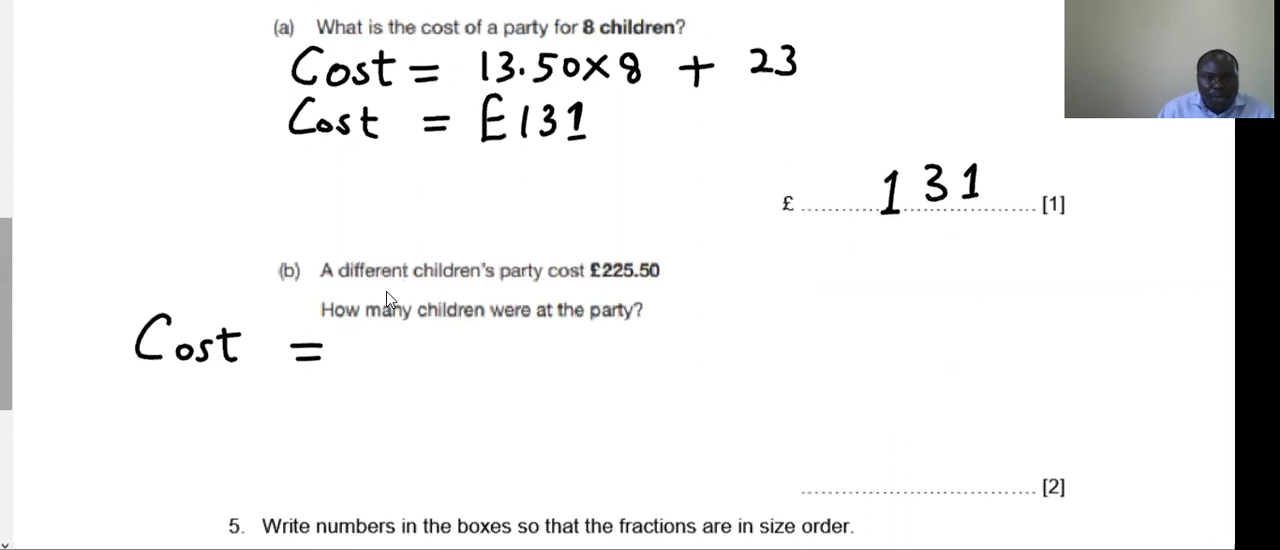 (a) What is the cost of a party for 8 children?
Cost = 13.50×8 + 23
Cost = £131
£ 131 [1]
(b) A different children's party cost £225.50
How many children were at the party?
Cost =
[2]
5. Write numbers in the boxes so that the fractions are in size order.